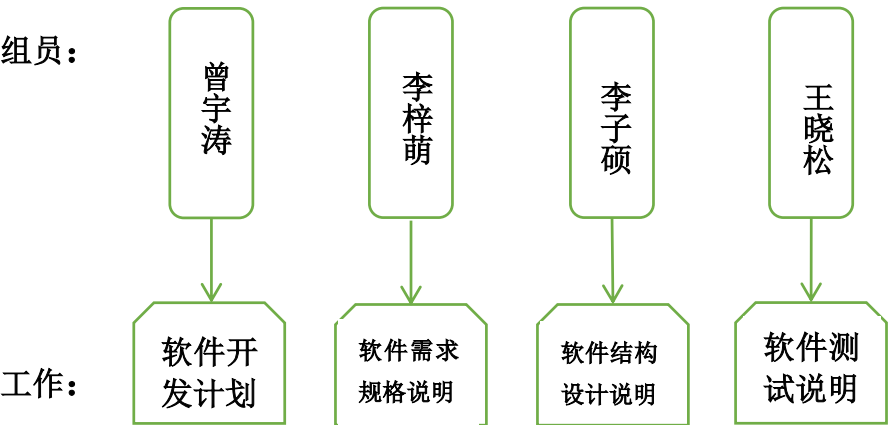 组员：
曾宇涛
李梓萌
李子硕
王晓松
工作：
软件开
发计划
软件需求
规格说明
软件结构
设计说明
软件测
试说明